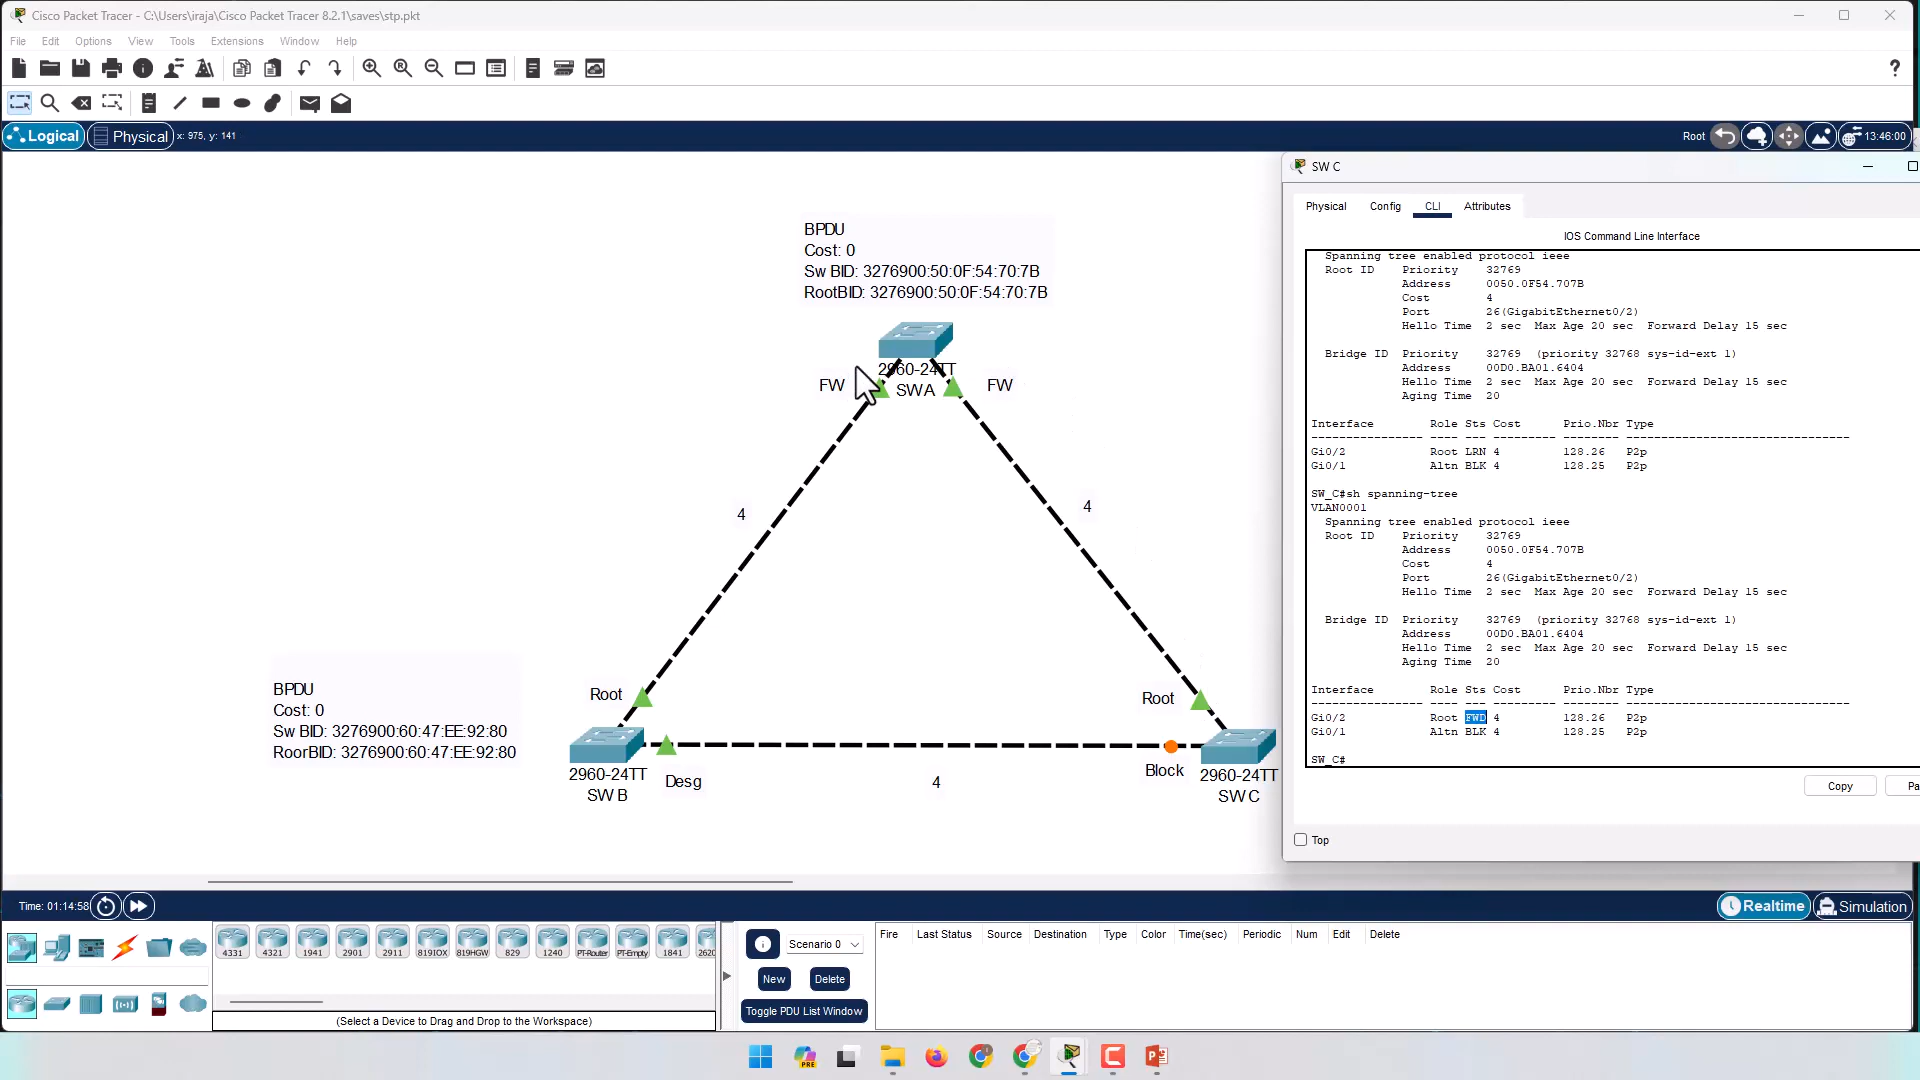 Cisco Packet Tracer - C:\Users\iraja\Cisco Packet Tracer 8.2.1\saves\stp.pkt
File Edit Options View Tools Extensions Window Help
?
Logical Physical x: 975, y: 141
Root 13:46:00
BPDU
Cost: 0
Sw BID: 3276900:50:0F:54:70:7B
RootBID: 3276900:50:0F:54:70:7B
2960-24TT
SWA
FW
FW
4
4
BPDU
Cost: 0
Sw BID: 3276900:60:47:EE:92:80
RoorBID: 3276900:60:47:EE:92:80
Root
Root
2960-24TT
SW B
Desg
4
Block
2960-24TT
SW C
SW C
Physical Config CLI Attributes
IOS Command Line Interface
Spanning tree enabled protocol ieee
Root ID Priority 32769
Address 0050.0F54.707B
Cost 4
Port 26(GigabitEthernet0/2)
Hello Time 2 sec Max Age 20 sec Forward Delay 15 sec
Bridge ID Priority 32769 (priority 32768 sys-id-ext 1)
Address 00D0.BA01.6404
Hello Time 2 sec Max Age 20 sec Forward Delay 15 sec
Aging Time 20
Interface Role Sts Cost Prio.Nbr Type
---------------- ---- --- --------- -------- --------------------------------
Gi0/2 Root LRN 4 128.26 P2p
Gi0/1 Altn BLK 4 128.25 P2p
SW_C#sh spanning-tree
VLAN0001
Spanning tree enabled protocol ieee
Root ID Priority 32769
Address 0050.0F54.707B
Cost 4
Port 26(GigabitEthernet0/2)
Hello Time 2 sec Max Age 20 sec Forward Delay 15 sec
Bridge ID Priority 32769 (priority 32768 sys-id-ext 1)
Address 00D0.BA01.6404
Hello Time 2 sec Max Age 20 sec Forward Delay 15 sec
Aging Time 20
Interface Role Sts Cost Prio.Nbr Type
---------------- ---- --- --------- -------- --------------------------------
Gi0/2 Root FWD 4 128.26 P2p
Gi0/1 Altn BLK 4 128.25 P2p
SW_C#
Copy Pa
Top
Time: 01:14:58
Realtime Simulation
4331 4321 1941 2901 2911 819IOX 819HGW 829 1240 PT-Router PT-Empty 1841 2620
(Select a Device to Drag and Drop to the Workspace)
Scenario 0
New Delete
Toggle PDU List Window
Fire Last Status Source Destination Type Color Time(sec) Periodic Num Edit Delete
PRE